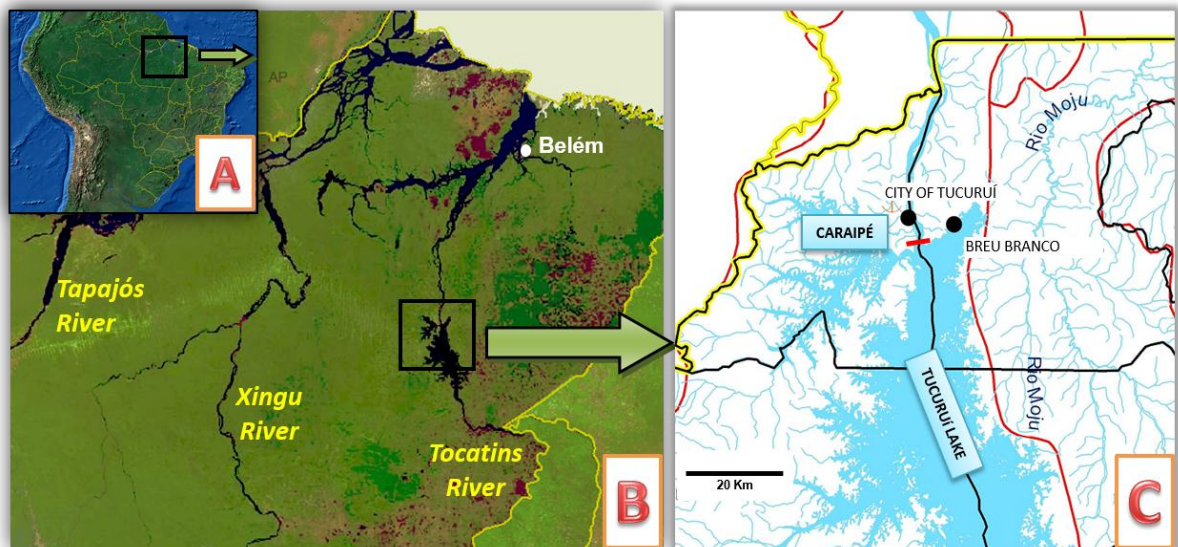 A
AP
Belém
Tapajós
River
Xingu
River
Tocatins
River
B
Rio Moju
CITY OF TUCURUÍ
CARAIPÉ
BREU BRANCO
Rio Moju
TUCURUÍ LAKE
20 Km
C